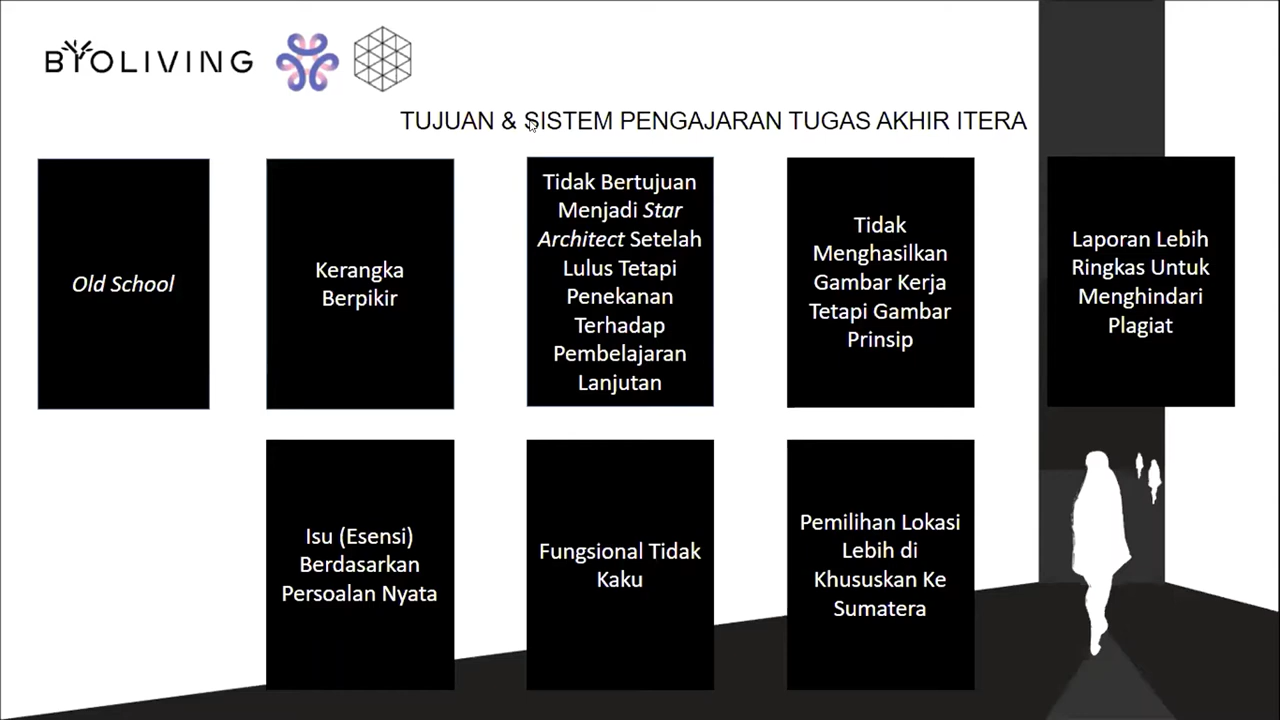 BYOLIVING
TUJUAN & SISTEM PENGAJARAN TUGAS AKHIR ITERA
Old School
Kerangka
Berpikir
Tidak Bertujuan
Menjadi Star
Architect Setelah
Lulus Tetapi
Penekanan
Terhadap
Pembelajaran
Lanjutan
Tidak
Menghasilkan
Gambar Kerja
Tetapi Gambar
Prinsip
Laporan Lebih
Ringkas Untuk
Menghindari
Plagiat
Isu (Esensi)
Berdasarkan
Persoalan Nyata
Fungsional Tidak
Kaku
Pemilihan Lokasi
Lebih di
Khususkan Ke
Sumatera